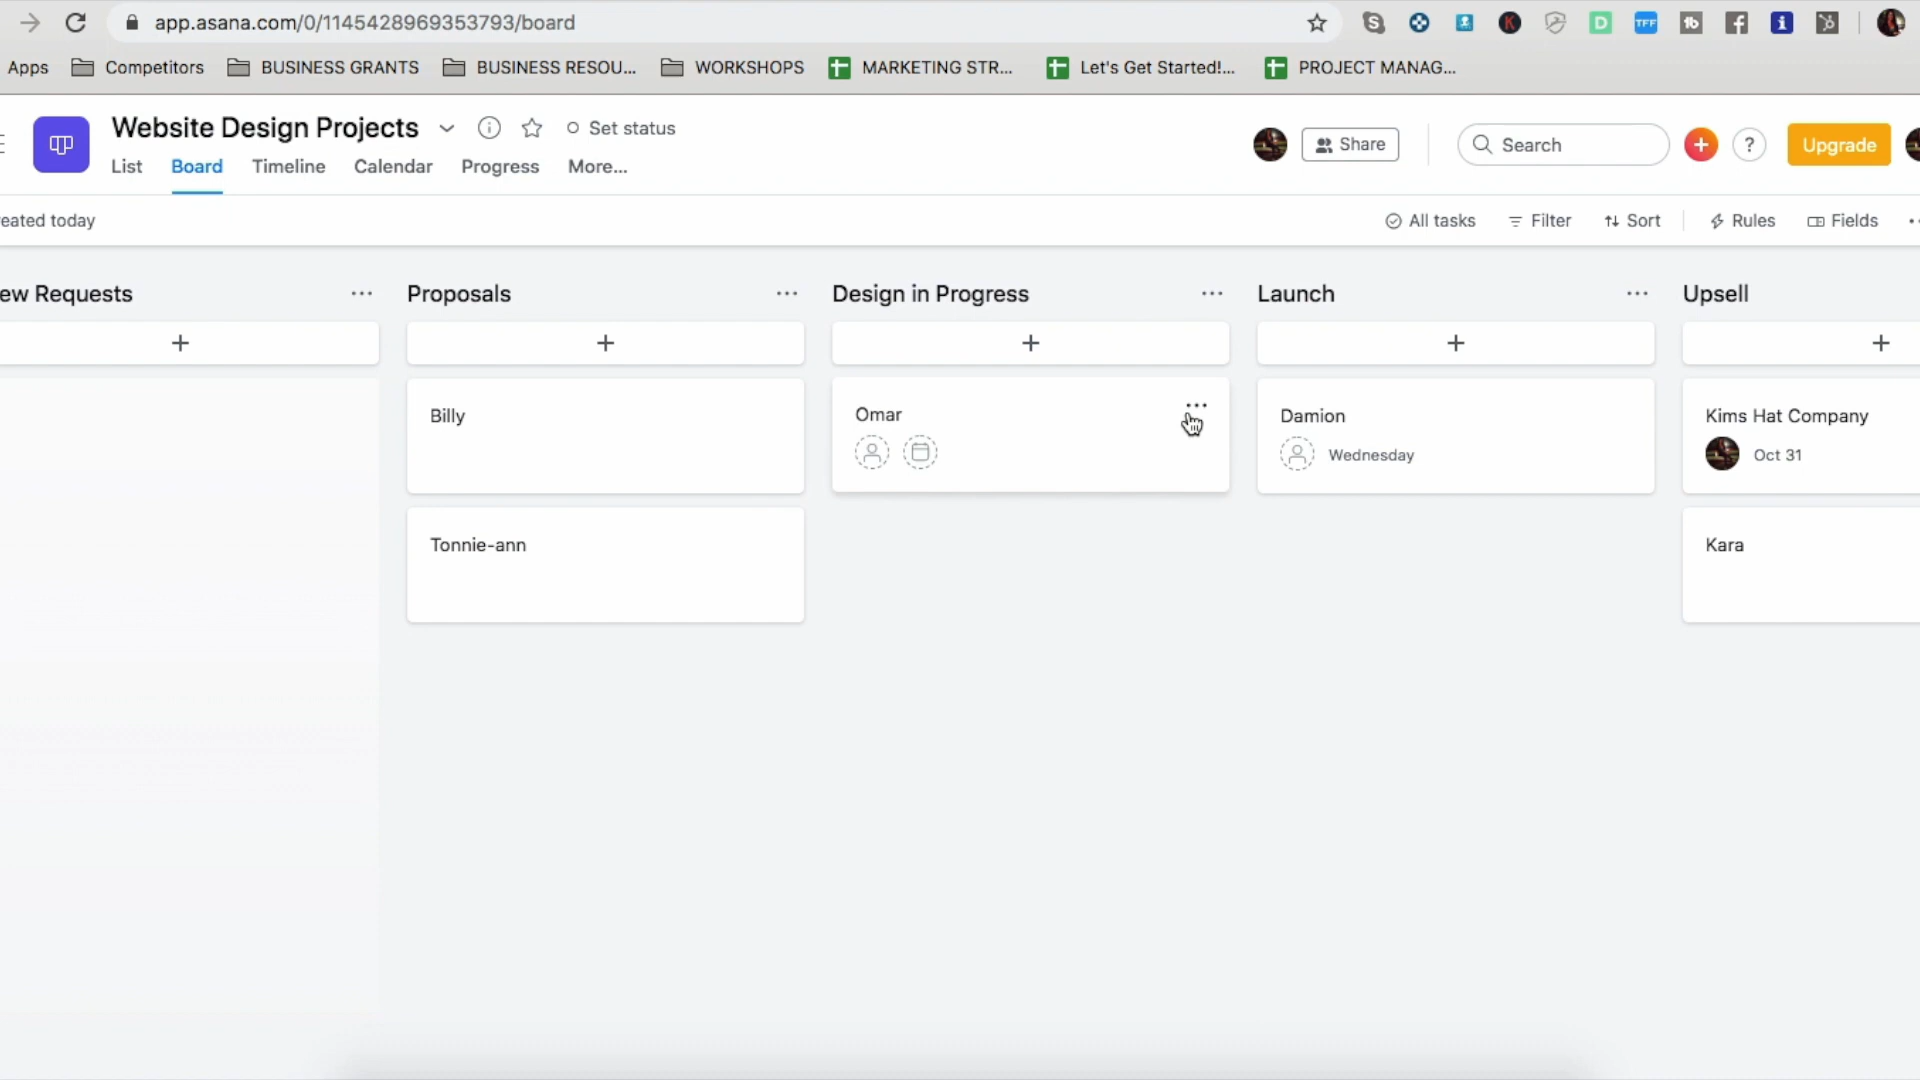 app.asana.com/0/1145428969353793/board
Apps Competitors BUSINESS GRANTS BUSINESS RESOU... WORKSHOPS MARKETING STR... Let's Get Started!... PROJECT MANAG...
Website Design Projects Set status
Share Search ? Upgrade
List Board Timeline Calendar Progress More...
eated today All tasks Filter Sort Rules Fields
ew Requests Proposals Design in Progress Launch Upsell
Billy Omar Damion Kims Hat Company
Wednesday Oct 31
Tonnie-ann Kara